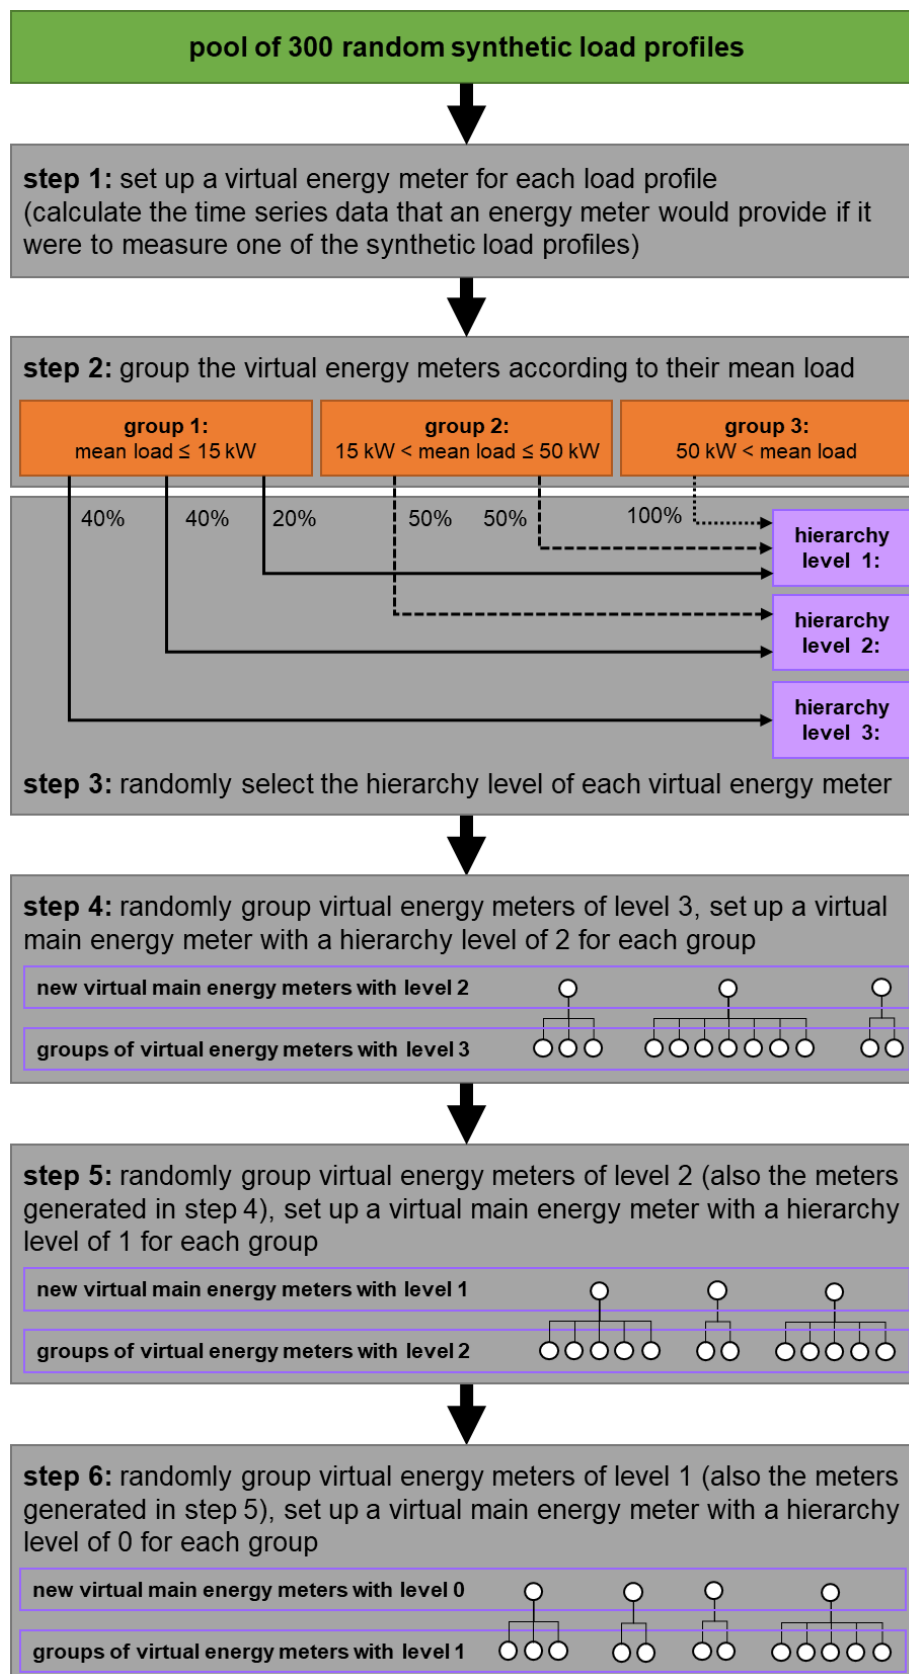 pool of 300 random synthetic load profiles
step 1: set up a virtual energy meter for each load profile
(calculate the time series data that an energy meter would provide if it
were to measure one of the synthetic load profiles)
step 2: group the virtual energy meters according to their mean load
group 1:
mean load ≤ 15 kW
group 2:
15 kW < mean load ≤ 50 kW
group 3:
50 kW < mean load
40% 40% 20% 50% 50% 100%
hierarchy
level 1:
hierarchy
level 2:
hierarchy
level 3:
step 3: randomly select the hierarchy level of each virtual energy meter
step 4: randomly group virtual energy meters of level 3, set up a virtual
main energy meter with a hierarchy level of 2 for each group
new virtual main energy meters with level 2
groups of virtual energy meters with level 3
step 5: randomly group virtual energy meters of level 2 (also the meters
generated in step 4), set up a virtual main energy meter with a hierarchy
level of 1 for each group
new virtual main energy meters with level 1
groups of virtual energy meters with level 2
step 6: randomly group virtual energy meters of level 1 (also the meters
generated in step 5), set up a virtual main energy meter with a hierarchy
level of 0 for each group
new virtual main energy meters with level 0
groups of virtual energy meters with level 1